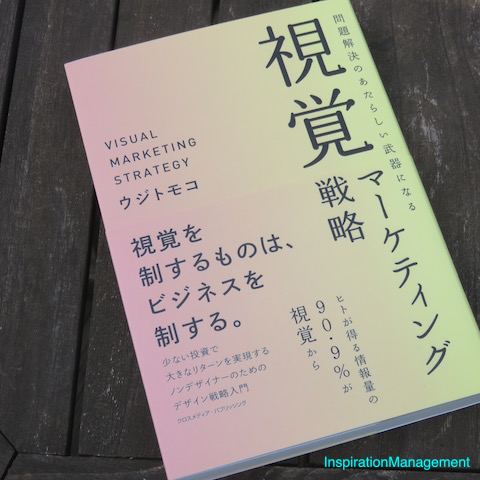 問題解決のあたらしい武器になる
視覚
マーケティング
戦略
VISUAL
MARKETING
STRATEGY
ウジトモコ
視覚を
制するものは、
ビジネスを
制する。
少ない投資で
大きなリターンを実現する
ノンデザイナーのための
デザイン戦略入門
クロスメディア・パブリッシング
ヒトが得る情報量の
90・9%が
視覚から
InspirationManagement